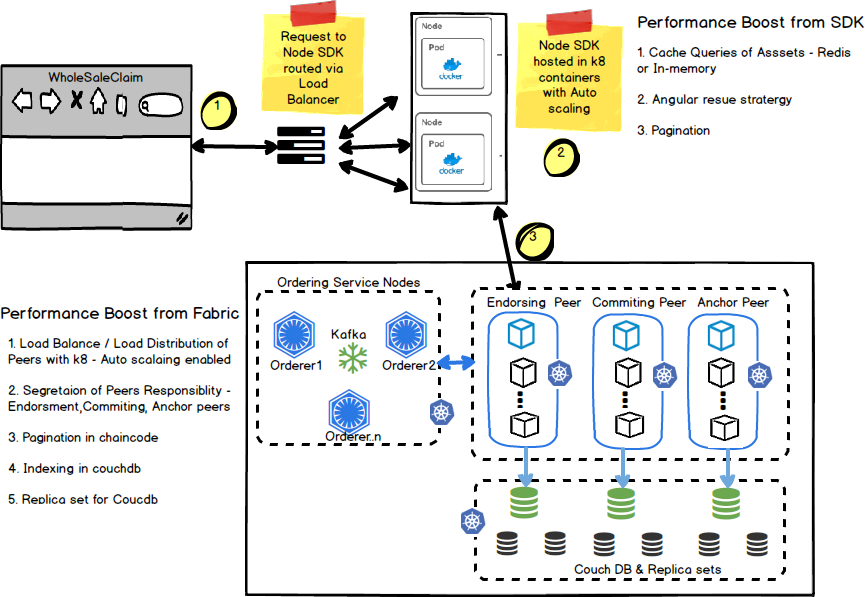 WholeSaleClaim
1
Request to
Node SDK
routed via
Load
Balancer
Node
Pod
docker
Node
Pod
docker
Node SDK
hosted in k8
containers
with Auto
scaling
2
Performance Boost from SDK
1. Cache Queries of Asssets - Redis
or In-memory
2. Angular resue stratergy
3. Pagination
3
Performance Boost from Fabric
1. Load Balance / Load Distribution of
Peers with k8 - Auto scalaing enabled
2. Segretaion of Peers Responsiblity -
Endorsment,Commiting, Anchor peers
3. Pagination in chaincode
4. Indexing in couchdb
5. Replica set for Coucdb
Ordering Service Nodes
Kafka
Orderer1
Orderer2
Orderer..n
Endorsing Peer
Commiting Peer
Anchor Peer
Couch DB & Replica sets